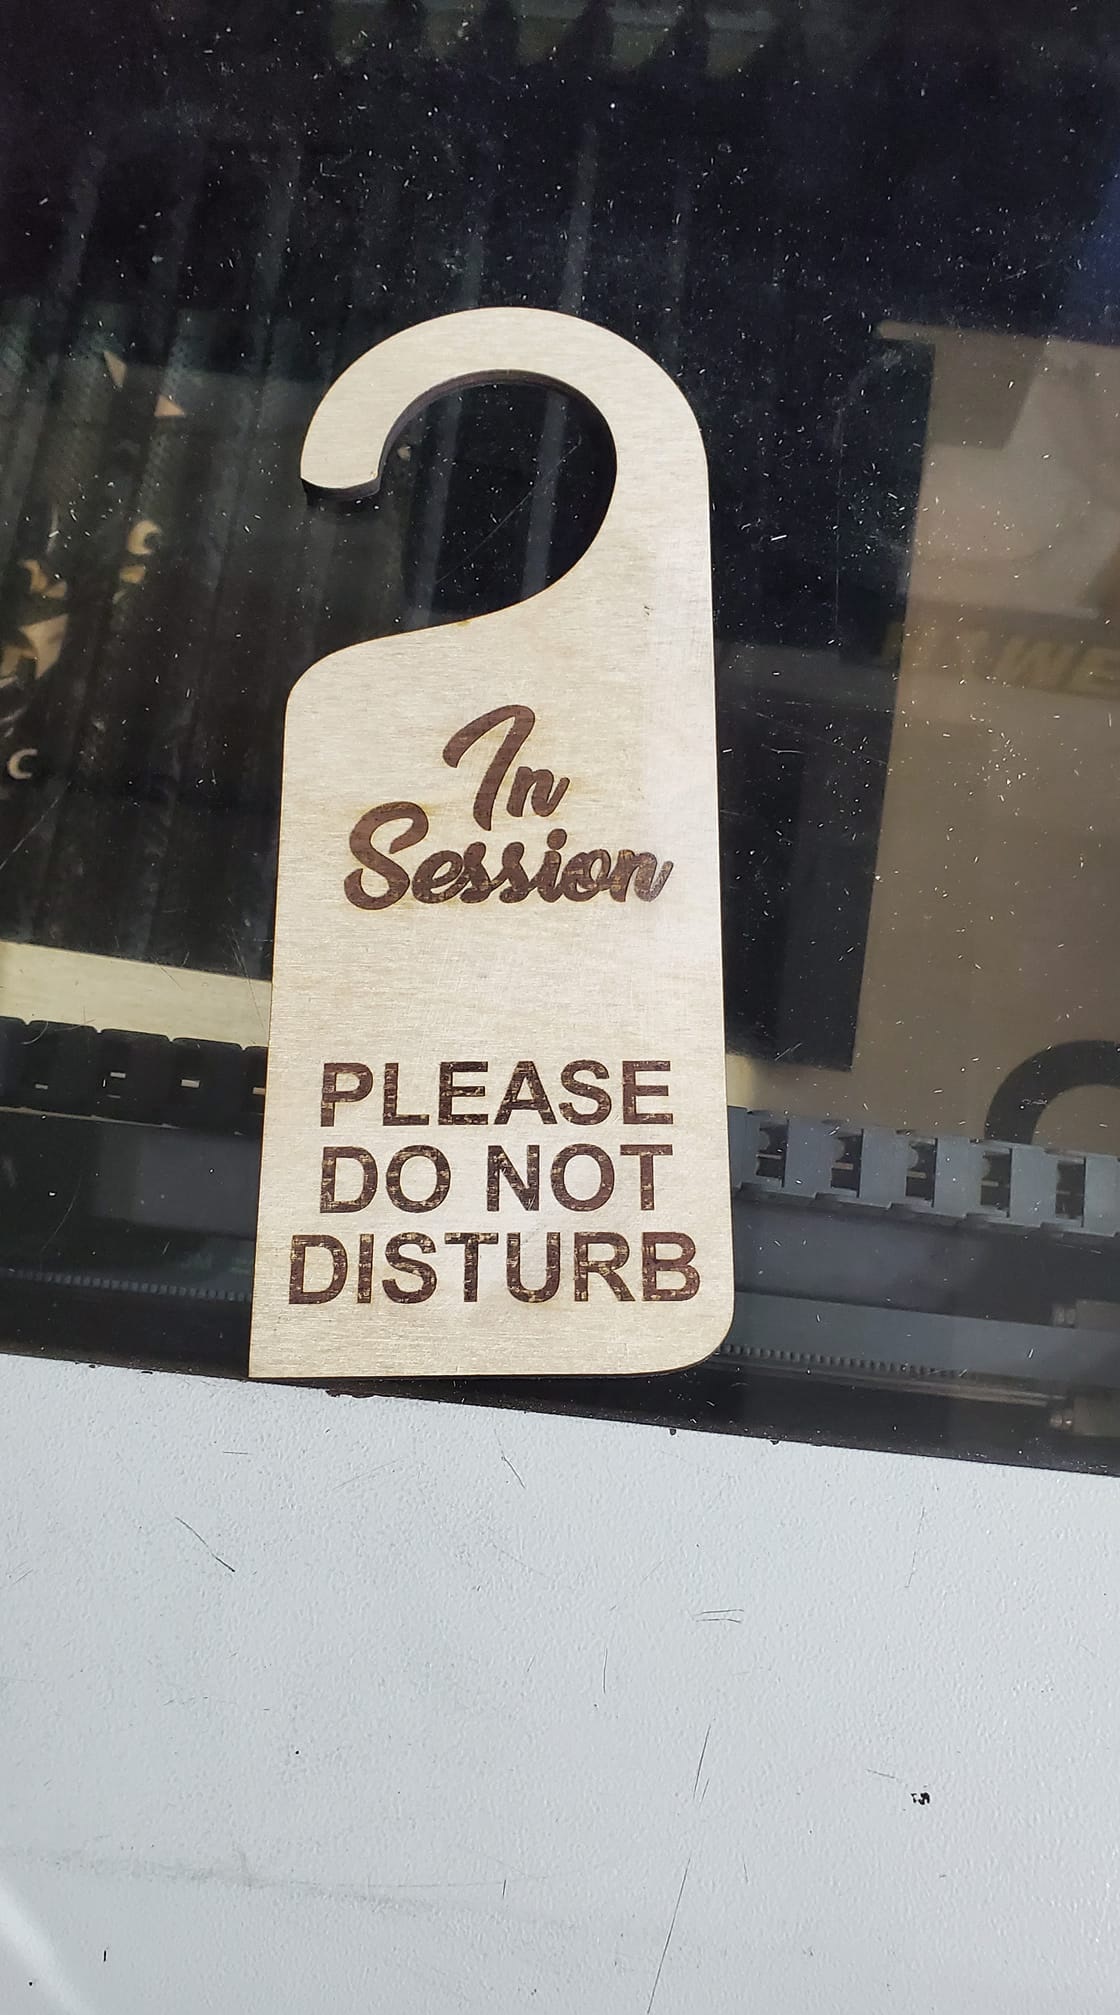 In
Session
PLEASE
DO NOT
DISTURB